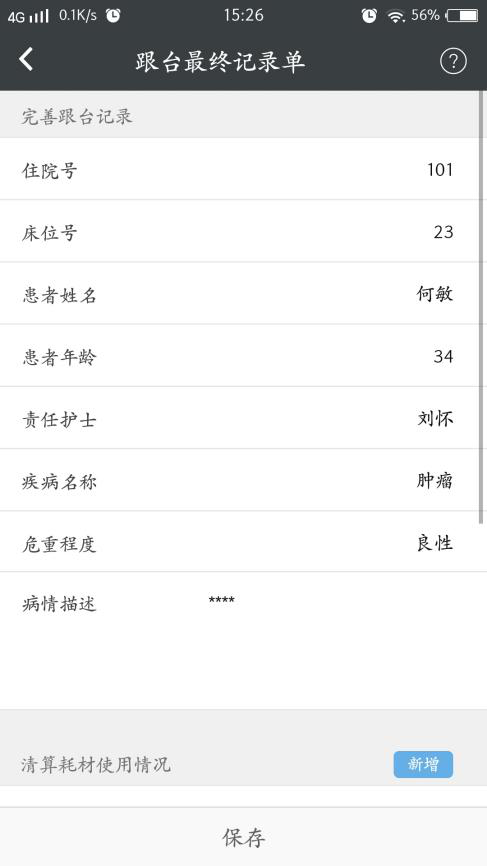 4G 0.1K/s 15:26 56%
跟台最终记录单 ?
完善跟台记录
住院号 101
床位号 23
患者姓名 何敏
患者年龄 34
责任护士 刘怀
疾病名称 肿瘤
危重程度 良性
病情描述 ****
清算耗材使用情况 新增
保存